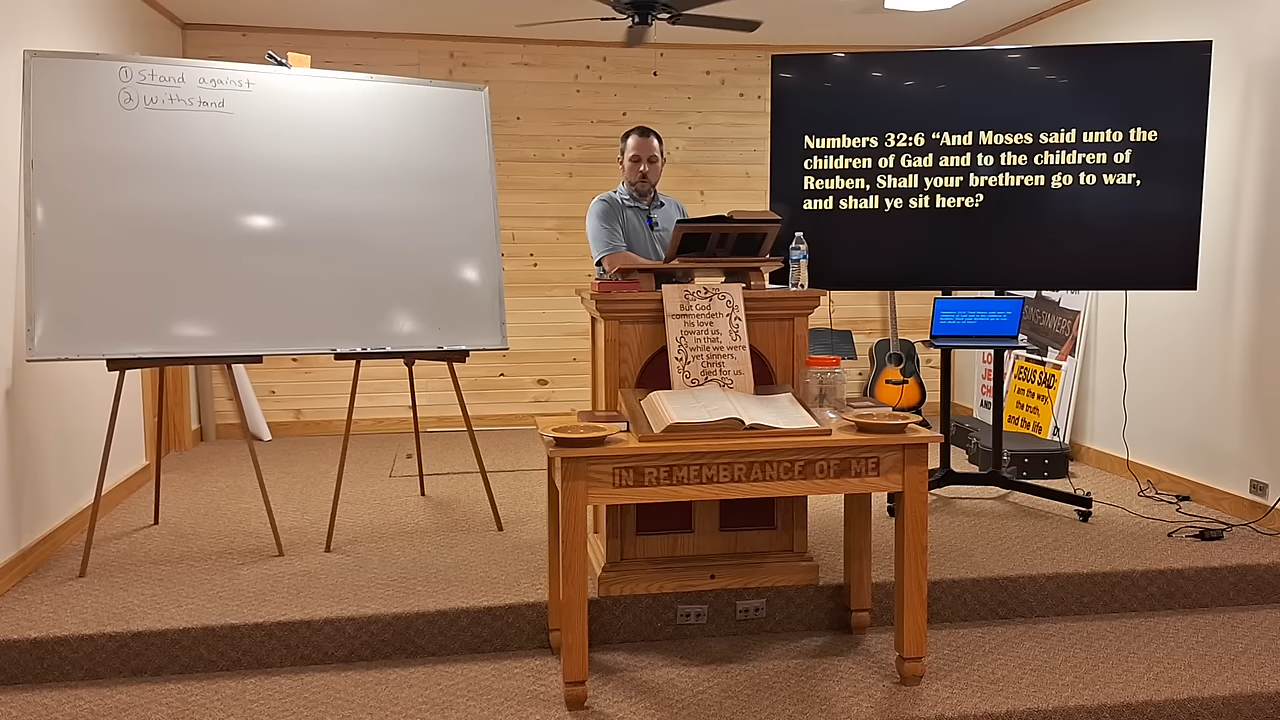 ① Stand against
② Withstand
Numbers 32:6 “And Moses said unto the
children of Gad and to the children of
Reuben, Shall your brethren go to war,
and shall ye sit here?
But God
commendeth
his love
toward us,
in that,
while we were
yet sinners,
Christ
died for us.
IN REMEMBRANCE OF ME
SINS-SINNERS
JESUS SAID:
I am the way,
the truth,
and the life